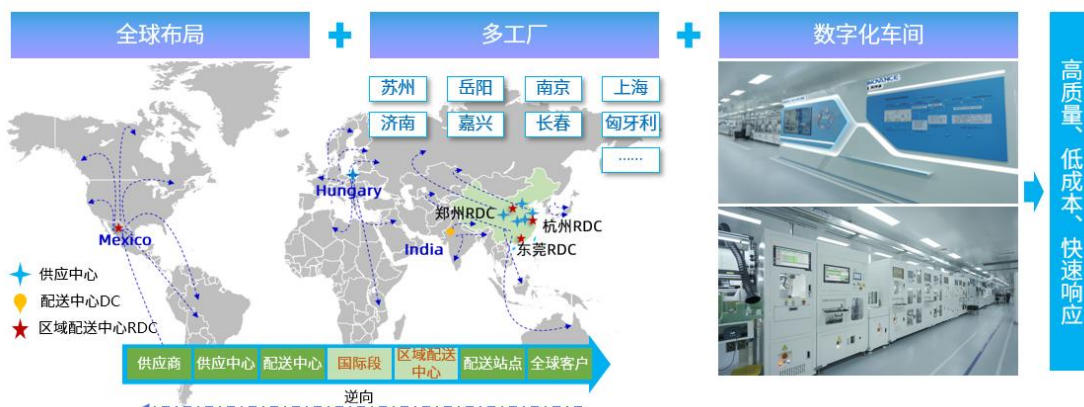 全球布局
多工厂
数字化车间
苏州
岳阳
南京
上海
济南
嘉兴
长春
匈牙利
……
Hungary
Mexico
India
郑州RDC
杭州RDC
东莞RDC
供应中心
配送中心DC
区域配送中心RDC
供应商
供应中心
配送中心
国际段
区域配送
中心
配送站点
全球客户
逆向
高质量、低成本、快速响应